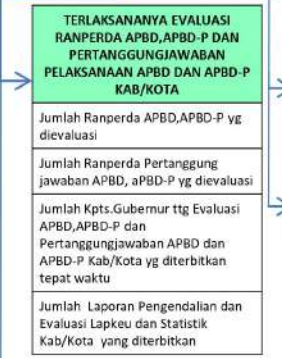 TERLAKSANANYA EVALUASI
RANPERDA APBD,APBD-P DAN
PERTANGGUNGJAWABAN
PELAKSANAAN APBD DAN APBD-P
KAB/KOTA
Jumlah Ranperda APBD,APBD-P yg
dievaluasi
Jumlah Ranperda Pertanggung
jawaban APBD, aPBD-P yg dievaluasi
Jumlah Kpts.Gubernur ttg Evaluasi
APBD,APBD-P dan
Pertanggungjawaban APBD dan
APBD-P Kab/Kota yg diterbitkan
tepat waktu
Jumlah Laporan Pengendalian dan
Evaluasi Lapkeu dan Statistik
Kab/Kota yang diterbitkan